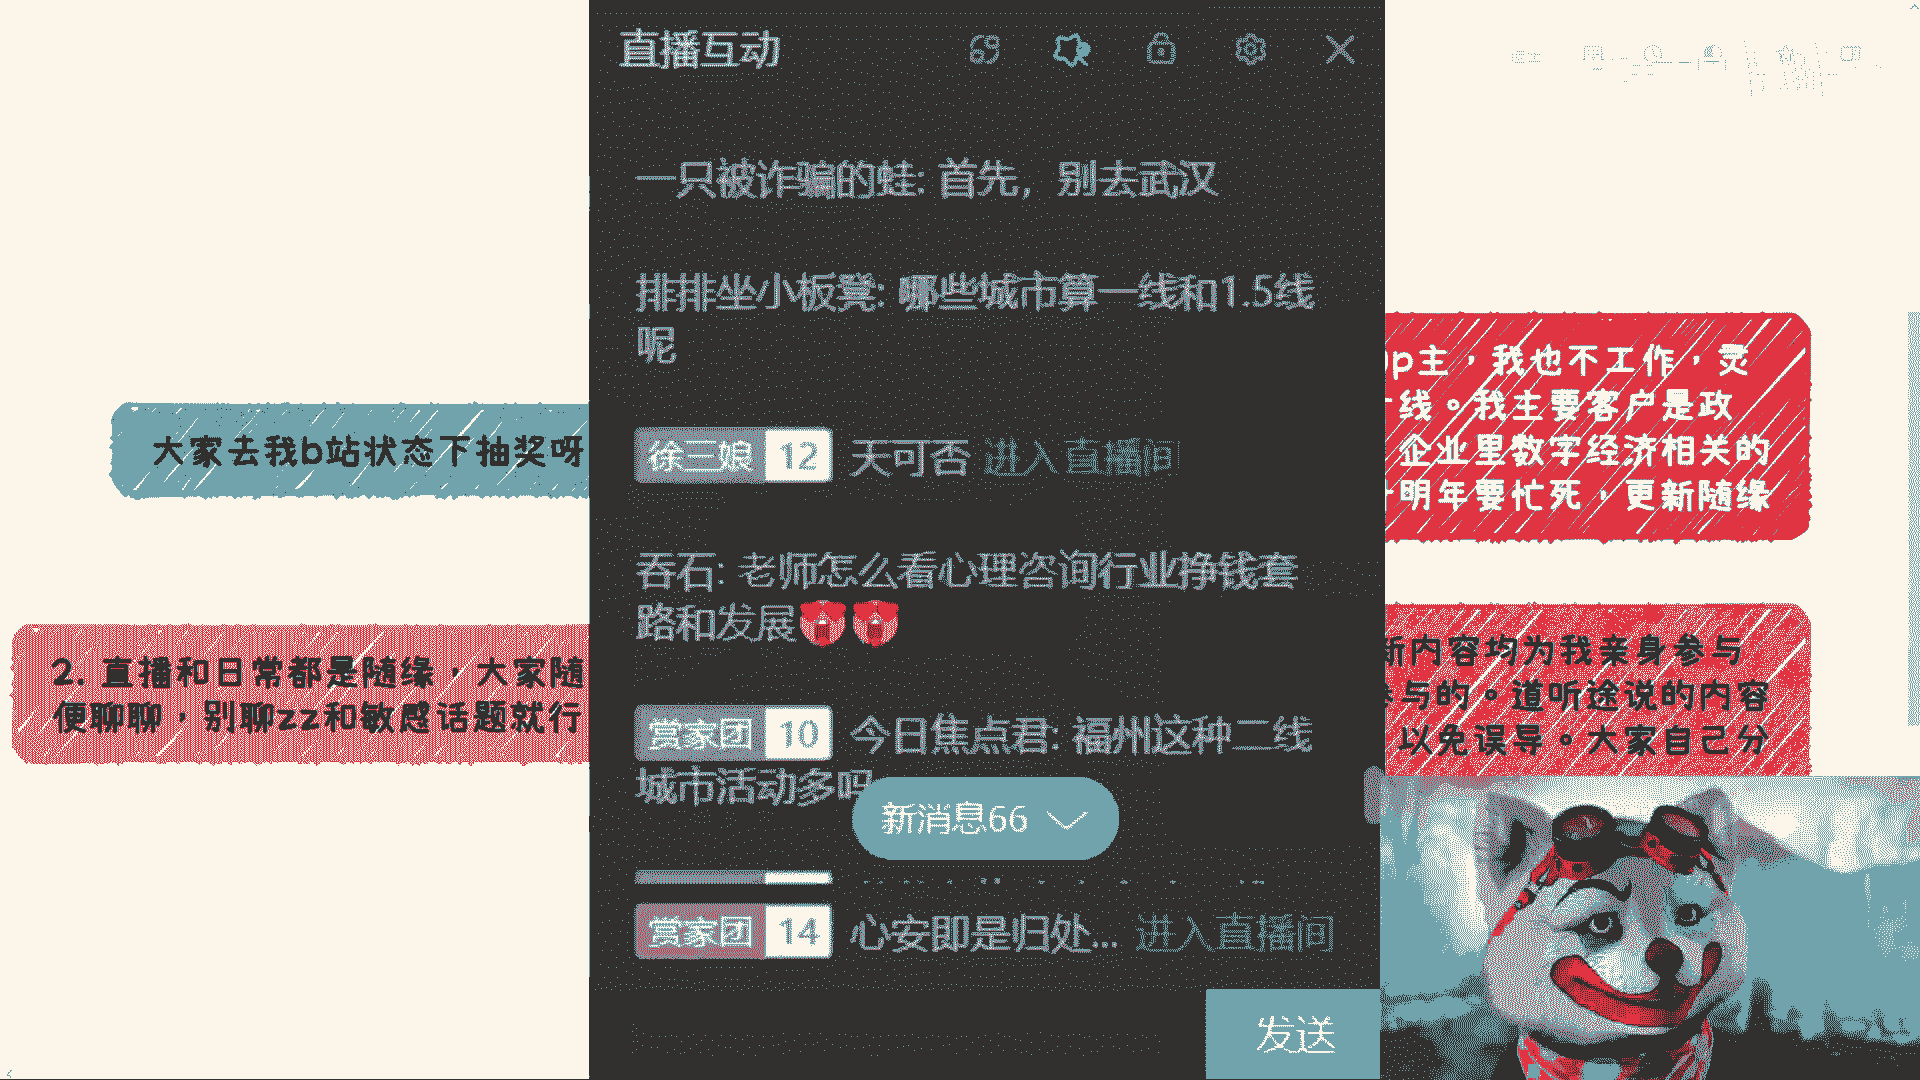 直播互动
一只被诈骗的蛙: 首先，别去武汉
排排坐小板凳: 哪些城市算一线和1.5线
呢
徐三娘 12 天可否 进入直播间
吞石: 老师怎么看心理咨询行业挣钱套
路和发展
赏家团 10 今日焦点君: 福州这种二线
城市活动多吗
新消息66
赏家团 14 心安即是归处... 进入直播间
发送
大家去我b站状态下抽奖呀
2. 直播和日常都是随缘，大家随
便聊聊，别聊zz和敏感话题就行
p主，我也不工作，灵
线。我主要客户是政
企业里数字经济相关的
明年要忙死，更新随缘
新内容均为我亲身参与
参与的。道听途说的内容
以免误导。大家自己分